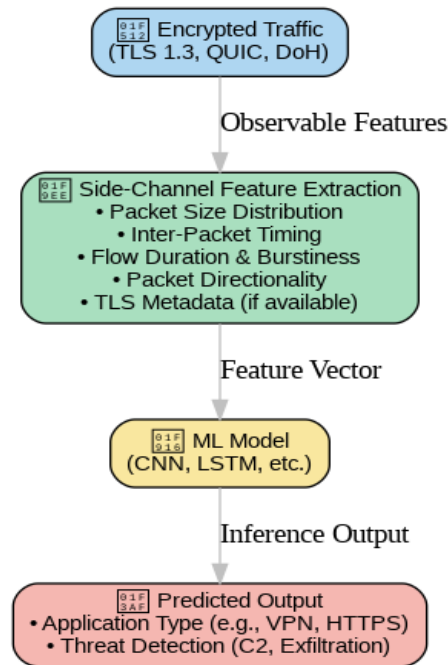 🔒 Encrypted Traffic
(TLS 1.3, QUIC, DoH)
Observable Features
🧮 Side-Channel Feature Extraction
• Packet Size Distribution
• Inter-Packet Timing
• Flow Duration & Burstiness
• Packet Directionality
• TLS Metadata (if available)
Feature Vector
🤖 ML Model
(CNN, LSTM, etc.)
Inference Output
🎯 Predicted Output
• Application Type (e.g., VPN, HTTPS)
• Threat Detection (C2, Exfiltration)